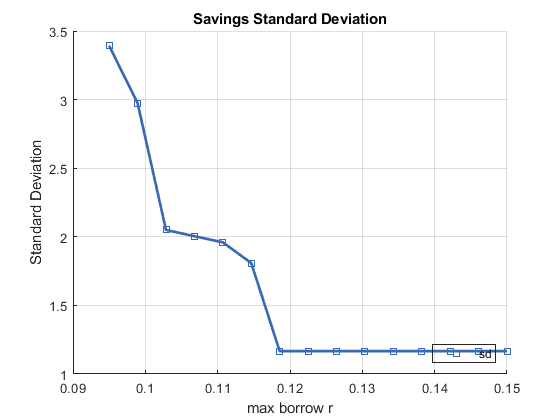 Savings Standard Deviation
3.5
3
2.5
2
1.5
1
Standard Deviation
sd
0.09 0.1 0.11 0.12 0.13 0.14 0.15
max borrow r